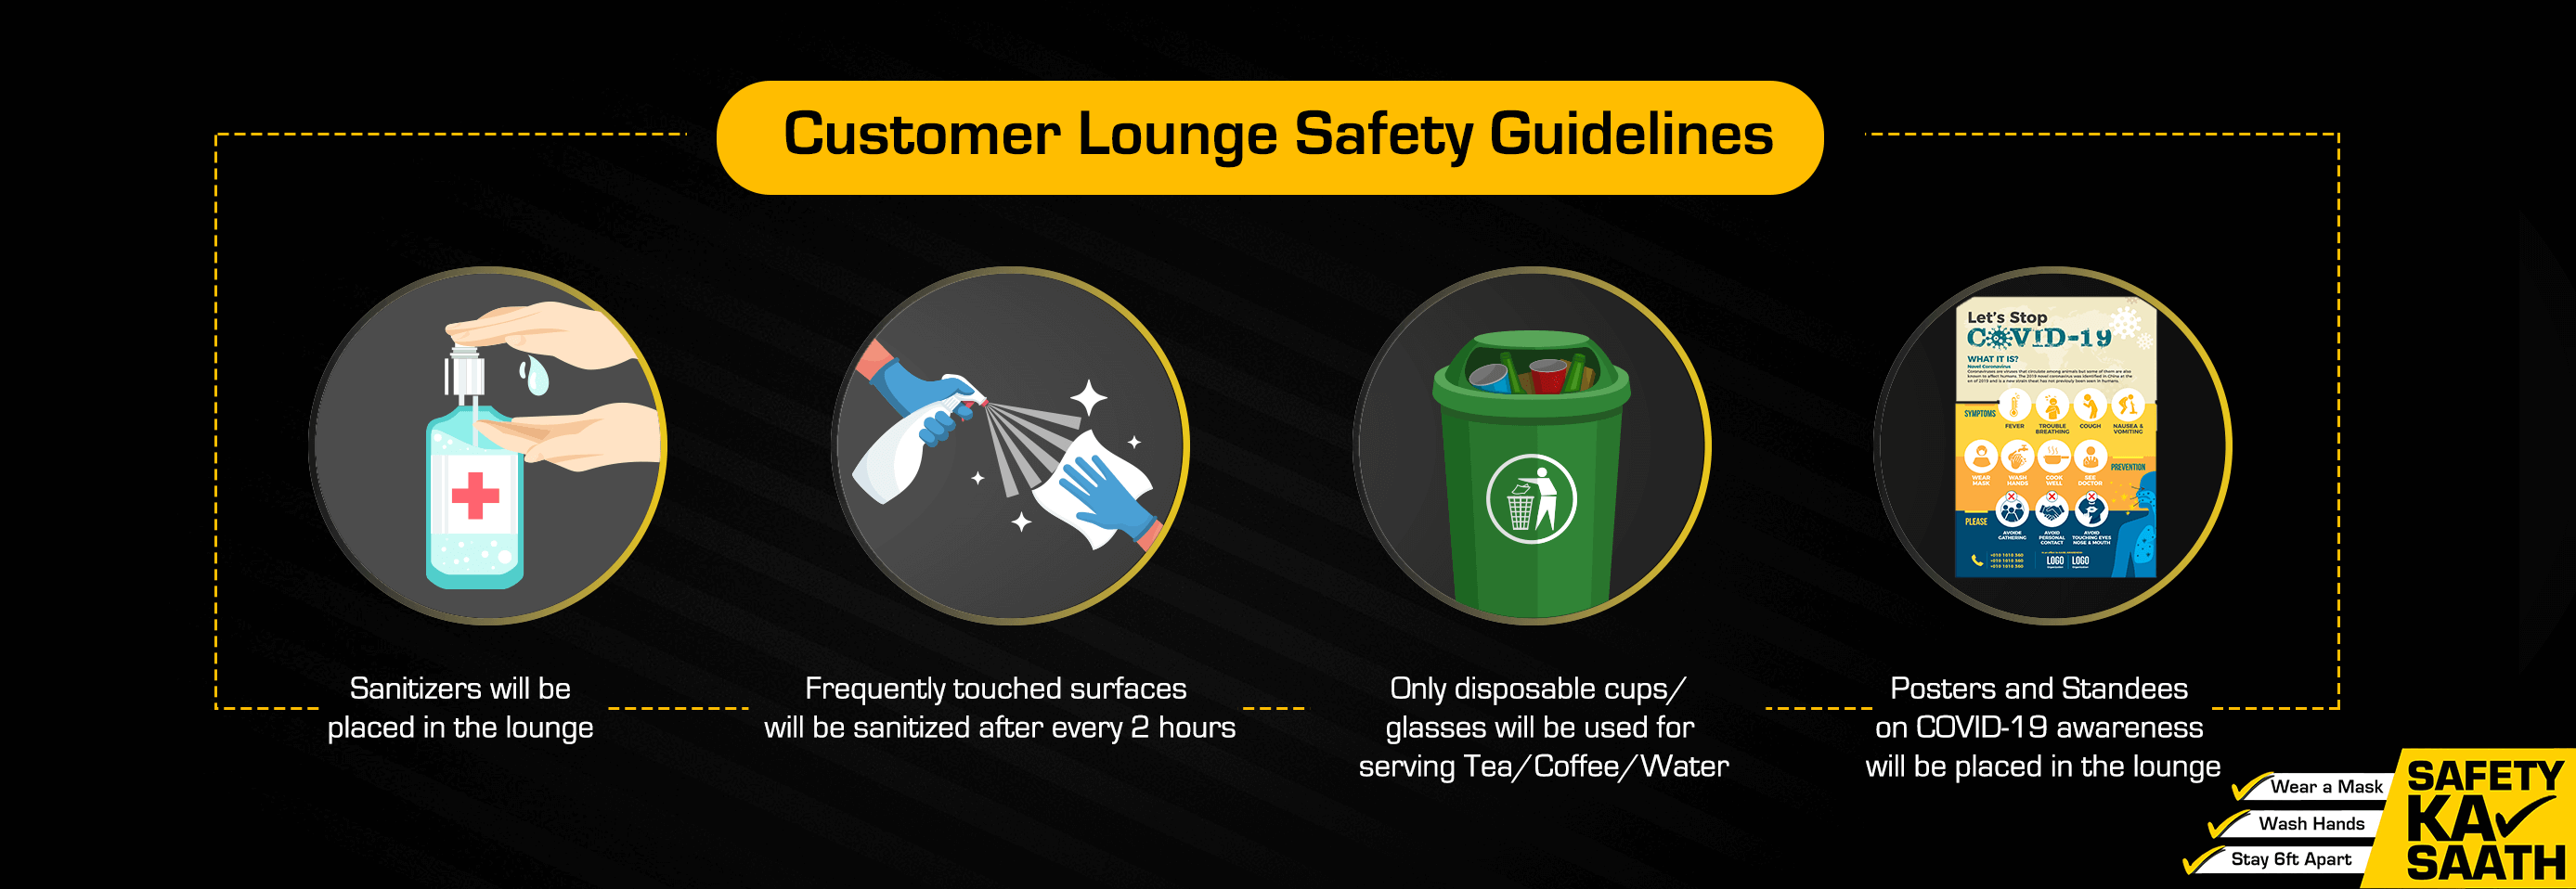 Customer Lounge Safety Guidelines
Sanitizers will be
placed in the lounge
Frequently touched surfaces
will be sanitized after every 2 hours
Only disposable cups/
glasses will be used for
serving Tea/Coffee/Water
Let's Stop
COVID-19
WHAT IT IS?
Novel Coronavirus
SYMPTOMS
FEVER
TROUBLE
BREATHING
COUGH
NAUSEA &
VOMITING
PREVENTION
WEAR
MASK
WASH
HANDS
COOK
WELL
SEE
DOCTOR
PLEASE
AVOIDE
GATHERING
AVOID
PERSONAL
CONTACT
AVOID
TOUCHING EYES
NOSE & MOUTH
LOGO
LOGO
Posters and Standees
on COVID-19 awareness
will be placed in the lounge
Wear a Mask
Wash Hands
Stay 6ft Apart
SAFETY
KA
SAATH